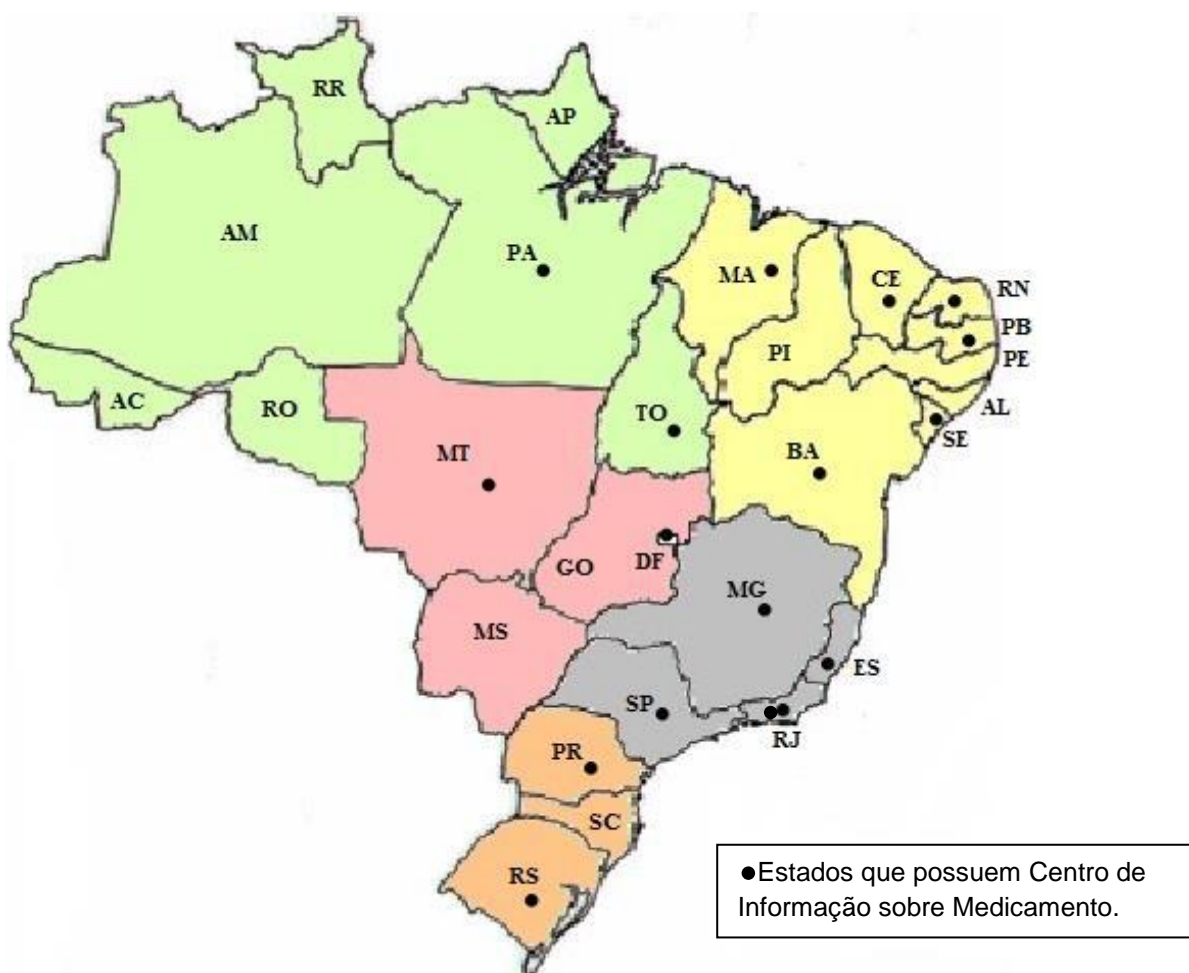 RR
AP
AM
PA
MA
CE
RN
PB
PI
PE
AC
RO
TO
AL
SE
MT
BA
GO
DF
MG
MS
ES
SP
RJ
PR
SC
RS
●Estados que possuem Centro de
Informação sobre Medicamento.